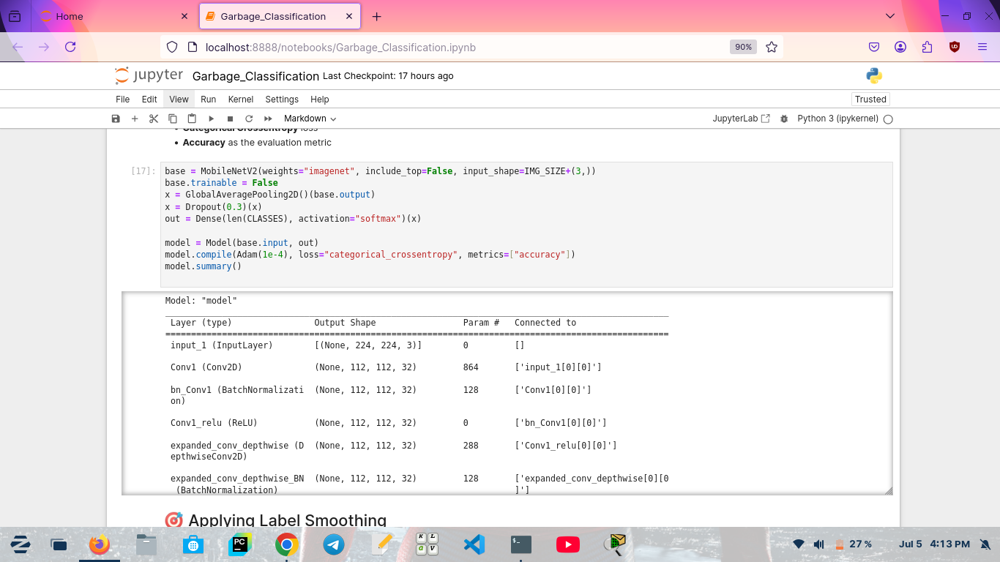 Home
Garbage_Classification
localhost:8888/notebooks/Garbage_Classification.ipynb
90%
jupyter Garbage_Classification Last Checkpoint: 17 hours ago
File Edit View Run Kernel Settings Help
Trusted
Markdown
JupyterLab
Python 3 (ipykernel)
• Categorical Crossentropy loss
• Accuracy as the evaluation metric
[17]:
base = MobileNetV2(weights="imagenet", include_top=False, input_shape=IMG_SIZE+(3,))
base.trainable = False
x = GlobalAveragePooling2D()(base.output)
x = Dropout(0.3)(x)
out = Dense(len(CLASSES), activation="softmax")(x)
model = Model(base.input, out)
model.compile(Adam(1e-4), loss="categorical_crossentropy", metrics=["accuracy"])
model.summary()
Model: "model"
__________________________________________________________________________________________________
Layer (type) Output Shape Param # Connected to
==================================================================================================
input_1 (InputLayer) [(None, 224, 224, 3)] 0 []
Conv1 (Conv2D) (None, 112, 112, 32) 864 ['input_1[0][0]']
bn_Conv1 (BatchNormalizati (None, 112, 112, 32) 128 ['Conv1[0][0]']
on)
Conv1_relu (ReLU) (None, 112, 112, 32) 0 ['bn_Conv1[0][0]']
expanded_conv_depthwise (D (None, 112, 112, 32) 288 ['Conv1_relu[0][0]']
epthwiseConv2D)
expanded_conv_depthwise_BN (None, 112, 112, 32) 128 ['expanded_conv_depthwise[0][0
(BatchNormalization) ]']
🎯 Applying Label Smoothing
PC
K L
a V
27 %
Jul 5 4:13 PM